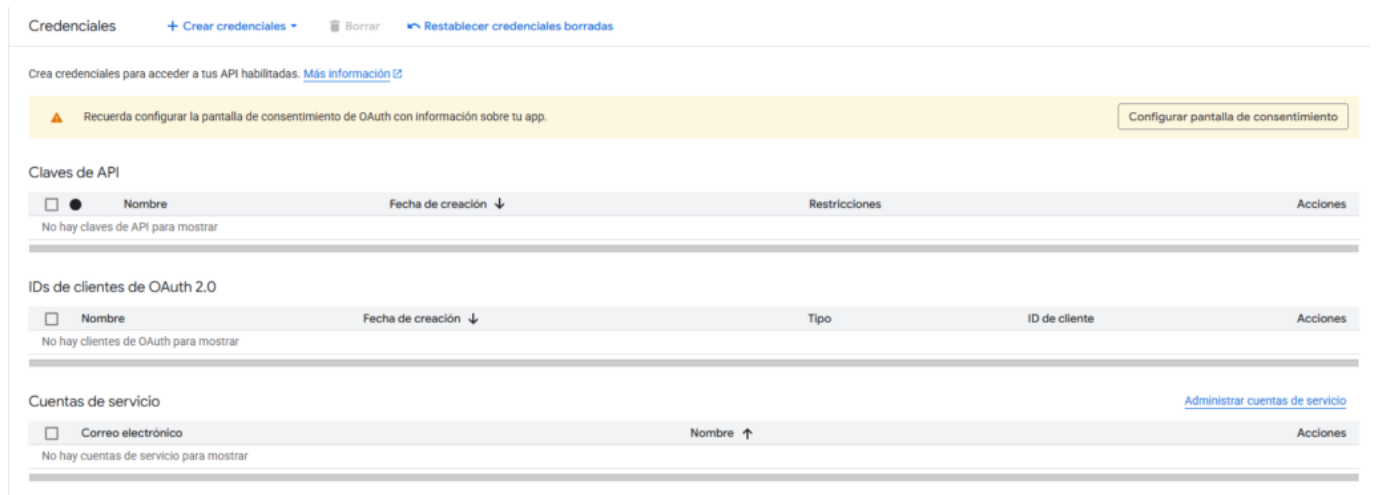 Credenciales + Crear credenciales Borrar Restablecer credenciales borradas
Crea credenciales para acceder a tus API habilitadas. Más información
Recuerda configurar la pantalla de consentimiento de OAuth con información sobre tu app. Configurar pantalla de consentimiento
Claves de API
Nombre Fecha de creación Restricciones Acciones
No hay claves de API para mostrar
IDs de clientes de OAuth 2.0
Nombre Fecha de creación Tipo ID de cliente Acciones
No hay clientes de OAuth para mostrar
Cuentas de servicio Administrar cuentas de servicio
Correo electrónico Nombre Acciones
No hay cuentas de servicio para mostrar